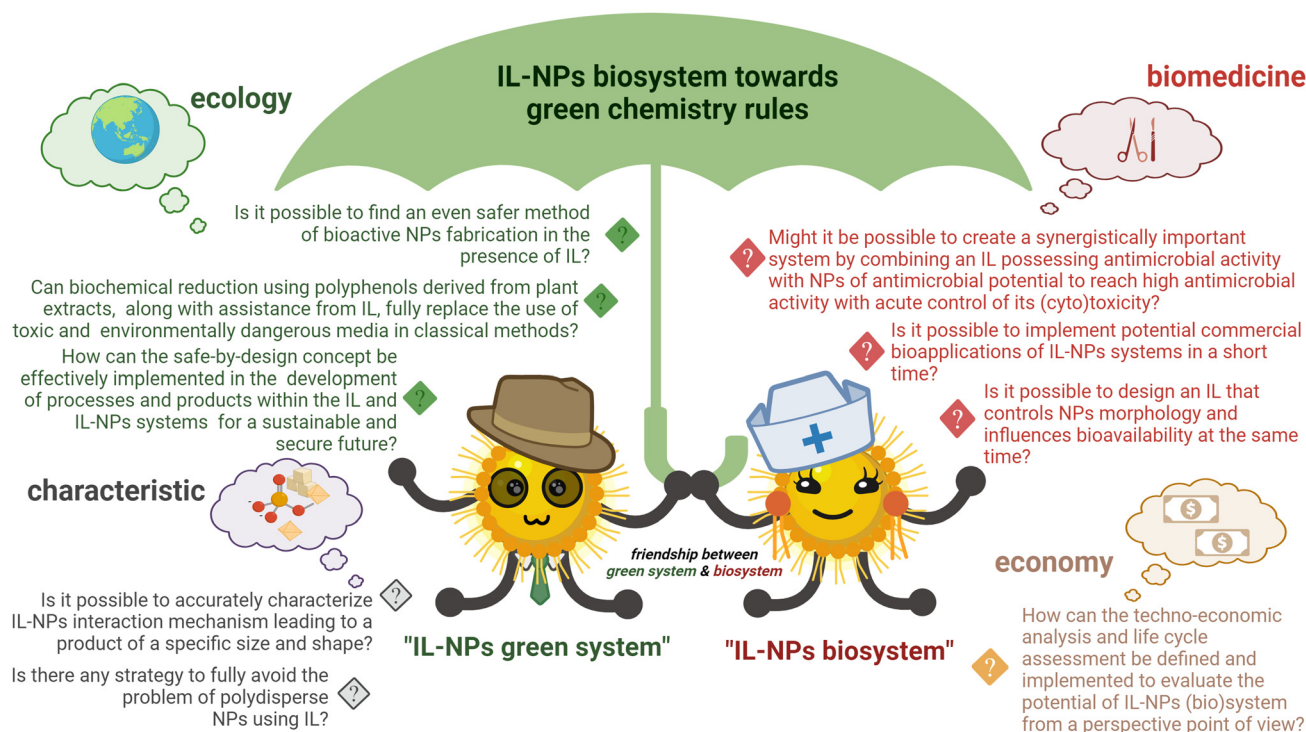 IL-NPs biosystem towards
green chemistry rules
ecology
Is it possible to find an even safer method
of bioactive NPs fabrication in the
presence of IL?
?
Can biochemical reduction using polyphenols derived from plant
extracts, along with assistance from IL, fully replace the use of
toxic and environmentally dangerous media in classical methods?
?
How can the safe-by-design concept be
effectively implemented in the development
of processes and products within the IL and
IL-NPs systems for a sustainable and
secure future?
?
biomedicine
?
Might it be possible to create a synergistically important
system by combining an IL possessing antimicrobial activity
with NPs of antimicrobial potential to reach high antimicrobial
activity with acute control of its (cyto)toxicity?
?
Is it possible to implement potential commercial
bioapplications of IL-NPs systems in a short
time?
?
Is it possible to design an IL that
controls NPs morphology and
influences bioavailability at the same
time?
characteristic
Is it possible to accurately characterize
IL-NPs interaction mechanism leading to a
product of a specific size and shape?
?
Is there any strategy to fully avoid the
problem of polydisperse
NPs using IL?
?
friendship between
green system & biosystem
"IL-NPs green system"
"IL-NPs biosystem"
economy
$
$
?
How can the techno-economic
analysis and life cycle
assessment be defined and
implemented to evaluate the
potential of IL-NPs (bio)system
from a perspective point of view?